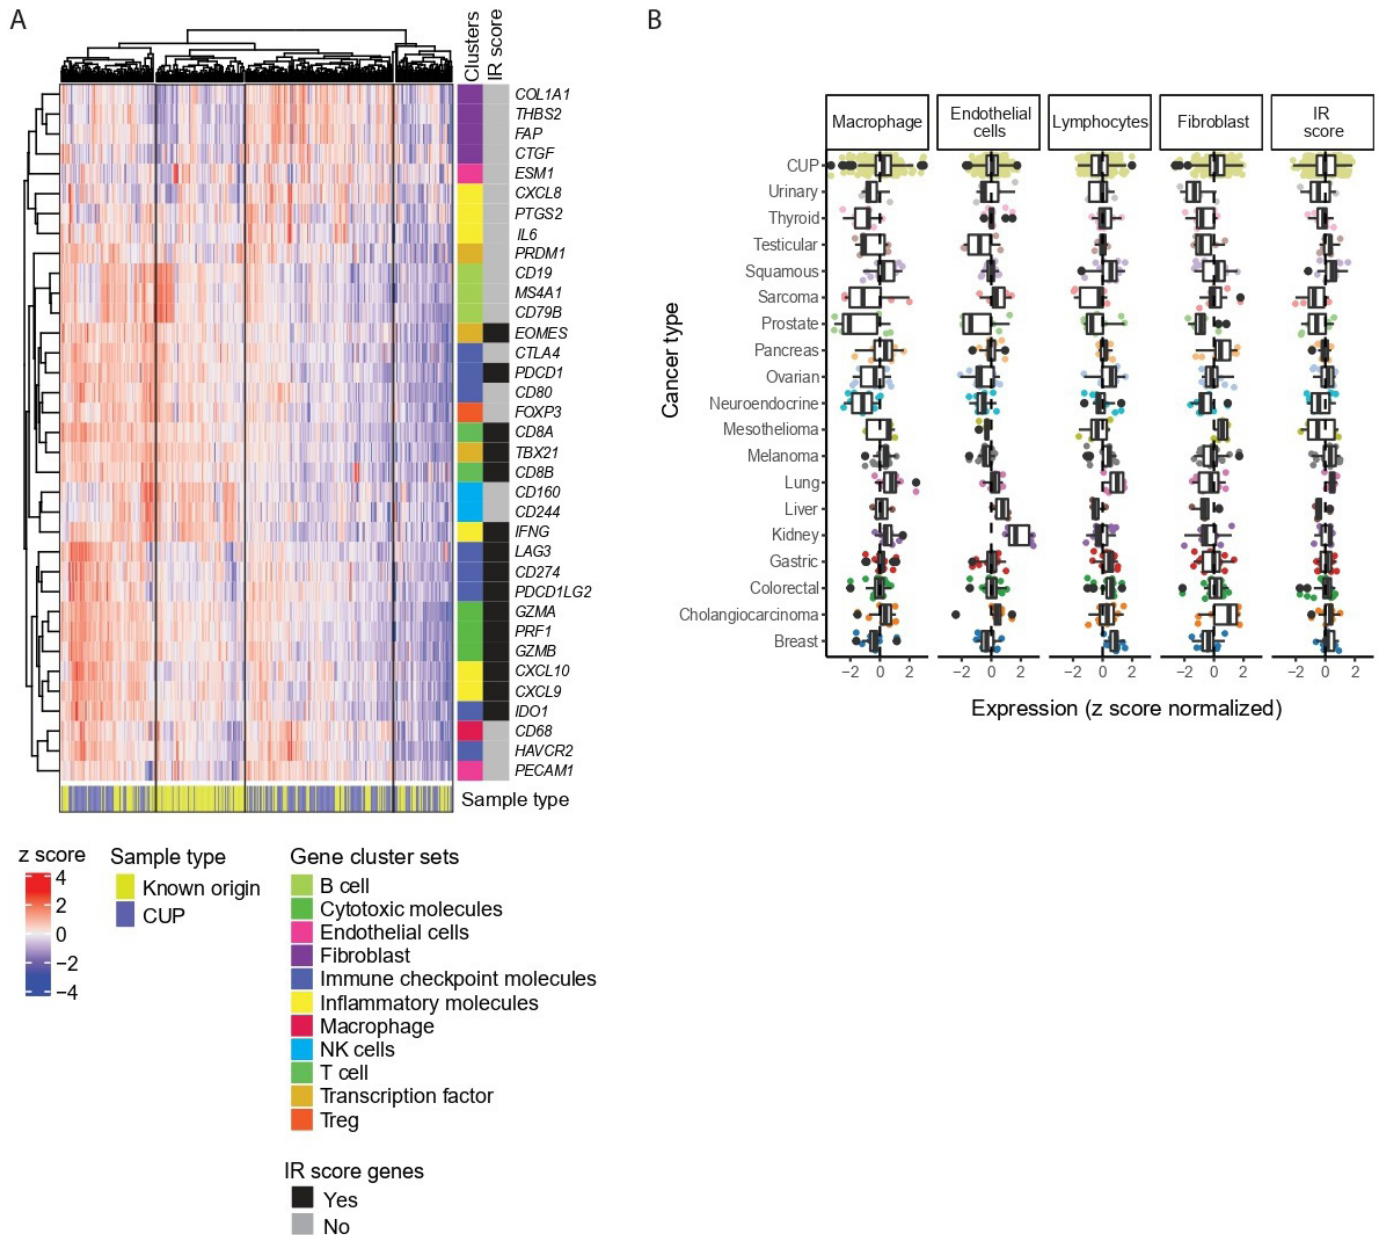 A
Clusters
IR score
COL1A1
THBS2
FAP
CTGF
ESM1
CXCL8
PTGS2
IL6
PRDM1
CD19
MS4A1
CD79B
EOMES
CTLA4
PDCD1
CD80
FOXP3
CD8A
TBX21
CD8B
CD160
CD244
IFNG
LAG3
CD274
PDCD1LG2
GZMA
PRF1
GZMB
CXCL10
CXCL9
IDO1
CD68
HAVCR2
PECAM1
Sample type
z score
4
2
0
−2
−4
Sample type
Known origin
CUP
Gene cluster sets
B cell
Cytotoxic molecules
Endothelial cells
Fibroblast
Immune checkpoint molecules
Inflammatory molecules
Macrophage
NK cells
T cell
Transcription factor
Treg
IR score genes
Yes
No
B
Macrophage
Endothelial
cells
Lymphocytes
Fibroblast
IR
score
Cancer type
CUP
Urinary
Thyroid
Testicular
Squamous
Sarcoma
Prostate
Pancreas
Ovarian
Neuroendocrine
Mesothelioma
Melanoma
Lung
Liver
Kidney
Gastric
Colorectal
Cholangiocarcinoma
Breast
−2 0 2 −2 0 2 −2 0 2 −2 0 2 −2 0 2
Expression (z score normalized)